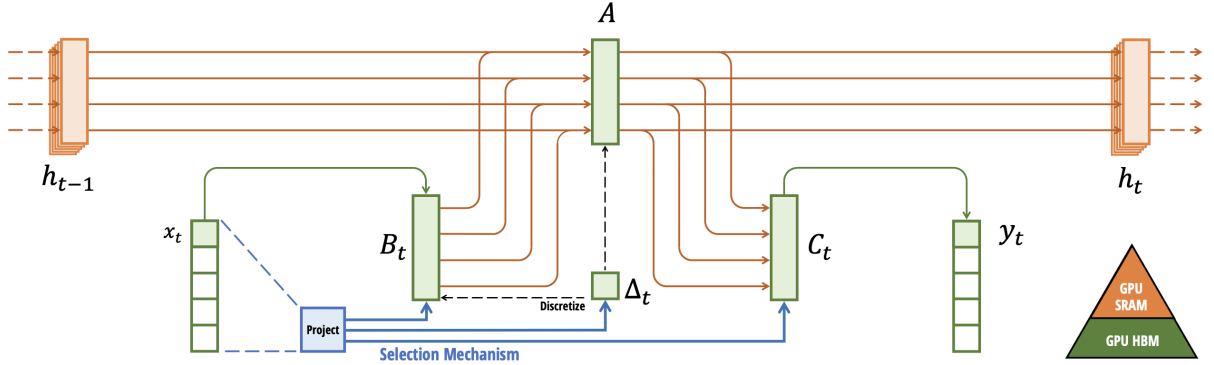 A
h_{t-1}
h_t
x_t
B_t
Δ_t
C_t
y_t
Discretize
Project
Selection Mechanism
GPU
SRAM
GPU HBM